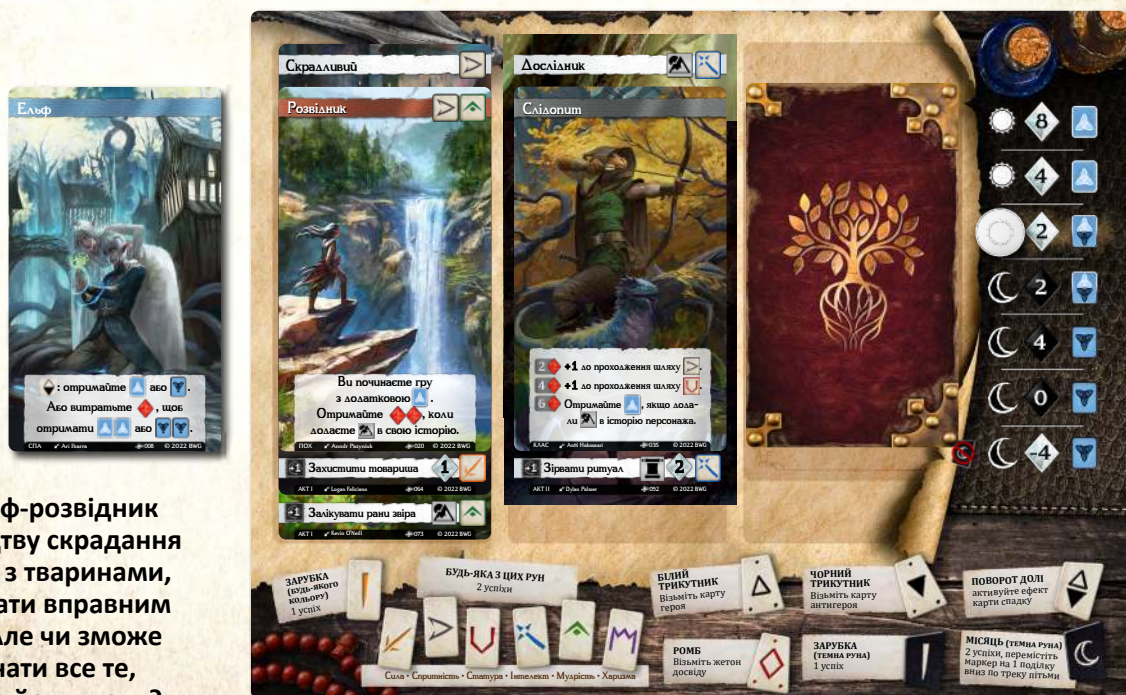 Ельф
: отримайте або .
Або витратьте , щоб
отримати або .
СПА Ari Ibarra 008 © 2022 BWG
ф-розвідник
цтву скрадання
з тваринами,
ати вправним
Але чи зможе
нати все те,
Скрадливий
Розвідник
Ви починаєте гру
з додатковою .
Отримайте , коли
додаєте в свою історію.
ПОХ 020 © 2022 BWG
+1 Захистити товариша 1
АКТ I Logan Feliciano 064 © 2022 BWG
+1 Залікувати рани звіра
АКТ I Kevin O'Neill 073 © 2022 BWG
Дослідник
Слідопит
2 +1 до проходження шляху .
4 +1 до проходження шляху .
6 Отримайте , якщо дода-
ли в історію персонажа.
КЛАС 035 © 2022 BWG
+1 Зірвати ритуал 2
АКТ II Dylan Palmer 092 © 2022 BWG
8
4
2
2
4
0
-4
ЗАРУБКА
(БУДЬ-ЯКОГО
КОЛЬОРУ)
1 успіх
БУДЬ-ЯКА З ЦИХ РУН
2 успіхи
Сила • Спритність • Статура • Інтелект • Мудрість • Харизма
БІЛИЙ
ТРИКУТНИК
Візьміть карту
героя
РОМБ
Візьміть жетон
досвіду
ЧОРНИЙ
ТРИКУТНИК
Візьміть карту
антигероя
ЗАРУБКА
(ТЕМНА РУНА)
1 успіх
ПОВОРОТ ДОЛІ
активуйте ефект
карти спадку
МІСЯЦЬ (ТЕМНА РУНА)
2 успіхи, перемістіть
маркер на 1 поділку
вниз по треку пітьми